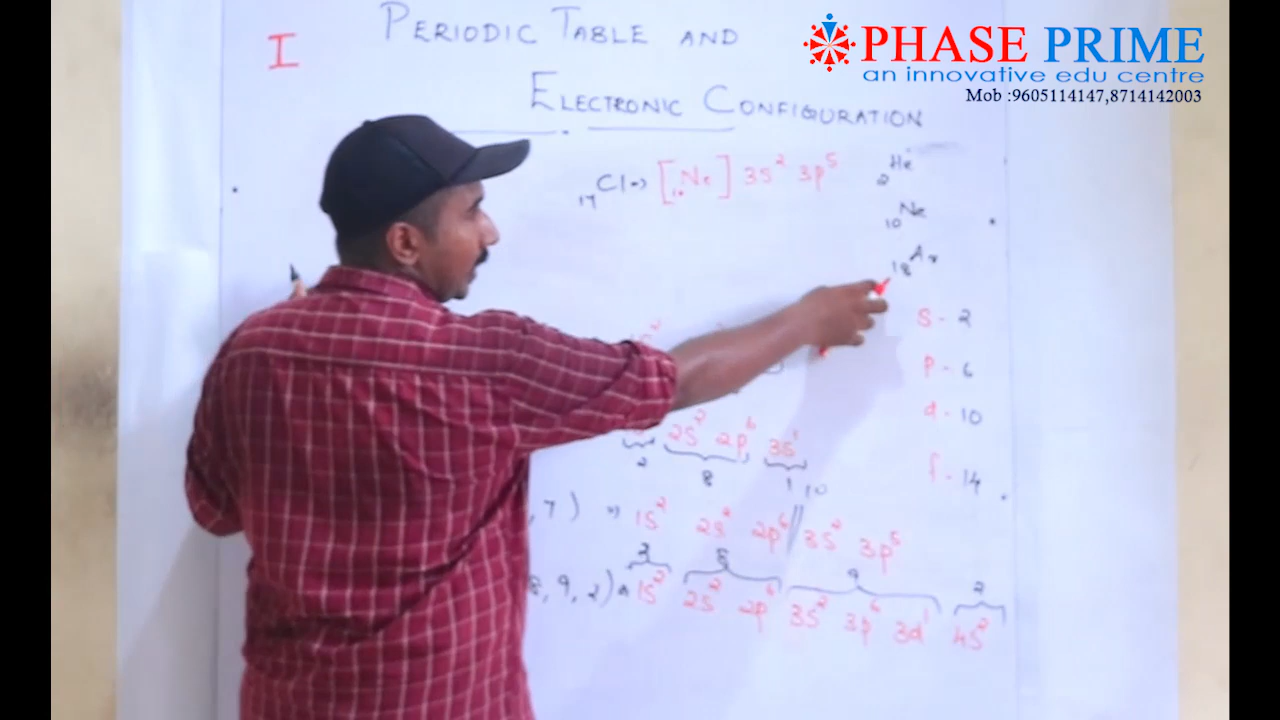 PHASE PRIME
an innovative edu centre
Mob :9605114147,8714142003
I
PERIODIC TABLE AND
ELECTRONIC CONFIGURATION
₁₇Cl ⇒ [₁₀Ne] 3s² 3p⁵
₂He
₁₀Ne
₁₈Ar
s - 2
p - 6
d - 10
f - 14
2s² 2p⁶ 3s¹
2 8 1
10
, 7 ) ⇒ 1s² 2s² 2p⁶ 3s² 3p⁵
8 9 2
8, 9, 2) 1s² 2s² 2p⁶ 3s² 3p⁶ 3d¹ 4s²